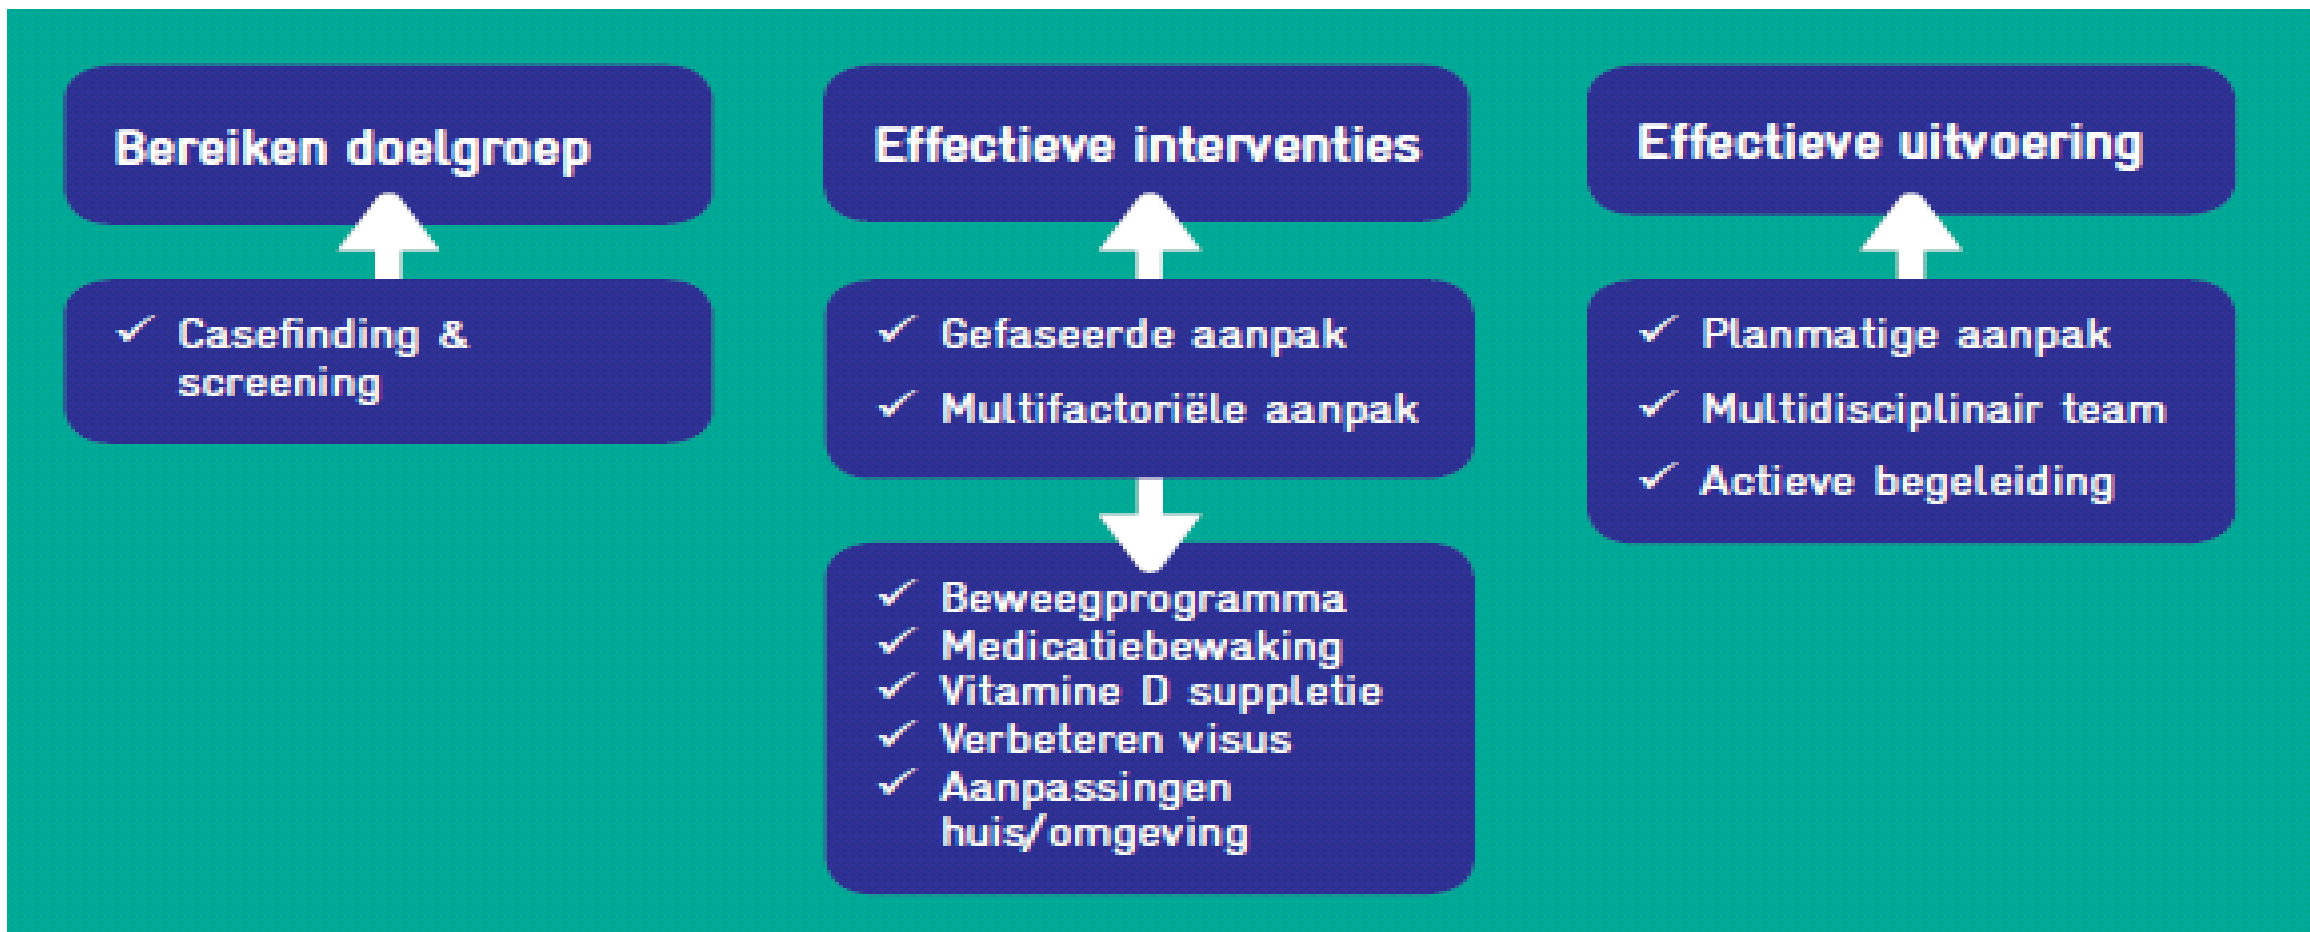 Bereiken doelgroep
✓ Casefinding &
screening
Effectieve interventies
✓ Gefaseerde aanpak
✓ Multifactoriële aanpak
✓ Beweegprogramma
✓ Medicatiebewaking
✓ Vitamine D suppletie
✓ Verbeteren visus
✓ Aanpassingen
huis/omgeving
Effectieve uitvoering
✓ Planmatige aanpak
✓ Multidisciplinair team
✓ Actieve begeleiding